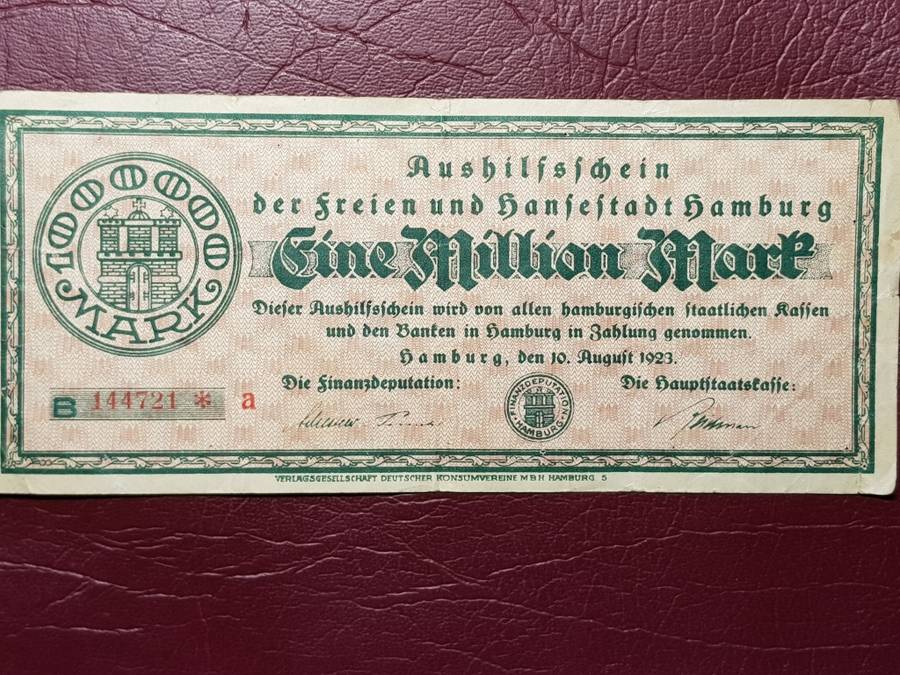 1000000
MARK
Aushilfsschein
der Freien und Hansestadt Hamburg
Eine Million Mark
Dieser Aushilfsschein wird von allen hamburgischen staatlichen Kassen
und den Banken in Hamburg in Zahlung genommen.
Hamburg, den 10. August 1923.
Die Finanzdeputation:
Die Hauptstaatskasse:
B 144721 * a
FINANZDEPUTATION
HAMBURG
VERLAGSGESELLSCHAFT DEUTSCHER KONSUMVEREINE M·B·H HAMBURG 5